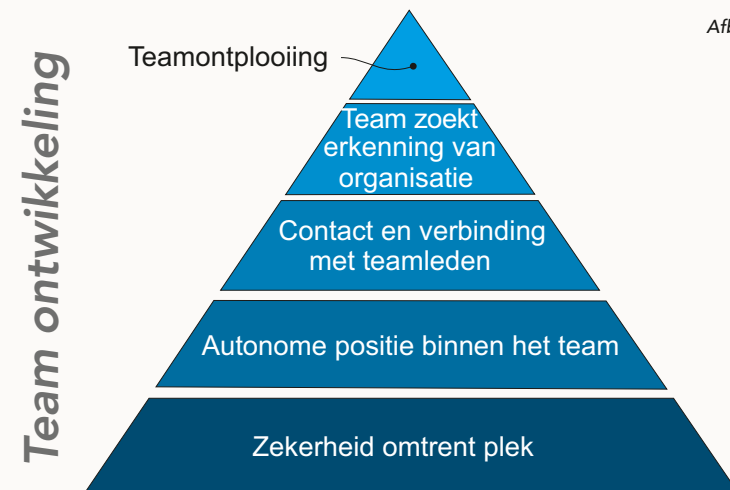 Afb
Team ontwikkeling
Teamontplooiing
Team zoekt
erkenning van
organisatie
Contact en verbinding
met teamleden
Autonome positie binnen het team
Zekerheid omtrent plek